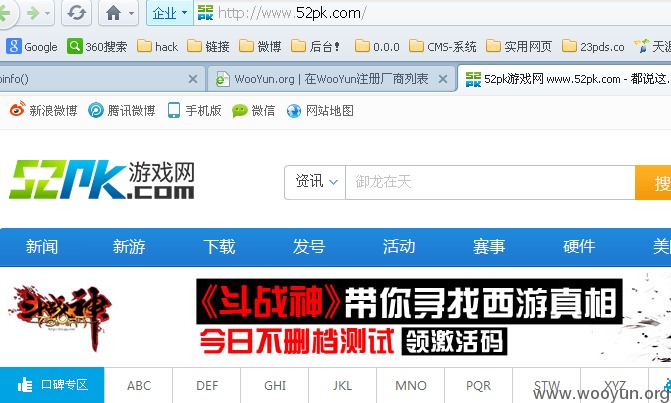 企业 http://www.52pk.com/
Google 360搜索 hack 链接 微博 后台! 0.0.0 CMS-系统 实用网页 23pds.co
pinfo() WooYun.org | 在WooYun注册厂商列表 52pk游戏网 www.52pk.com - 都说这.
新浪微博 腾讯微博 手机版 微信 网站地图
52PK.com 游戏网
资讯 御龙在天 搜
新闻 新游 下载 发号 活动 赛事 硬件
斗战神
《斗战神》带你寻找西游真相
今日不删档测试 领激活码
口碑专区 ABC DEF GHI JKL MNO PQR STW XYZ
www.wooyun.org